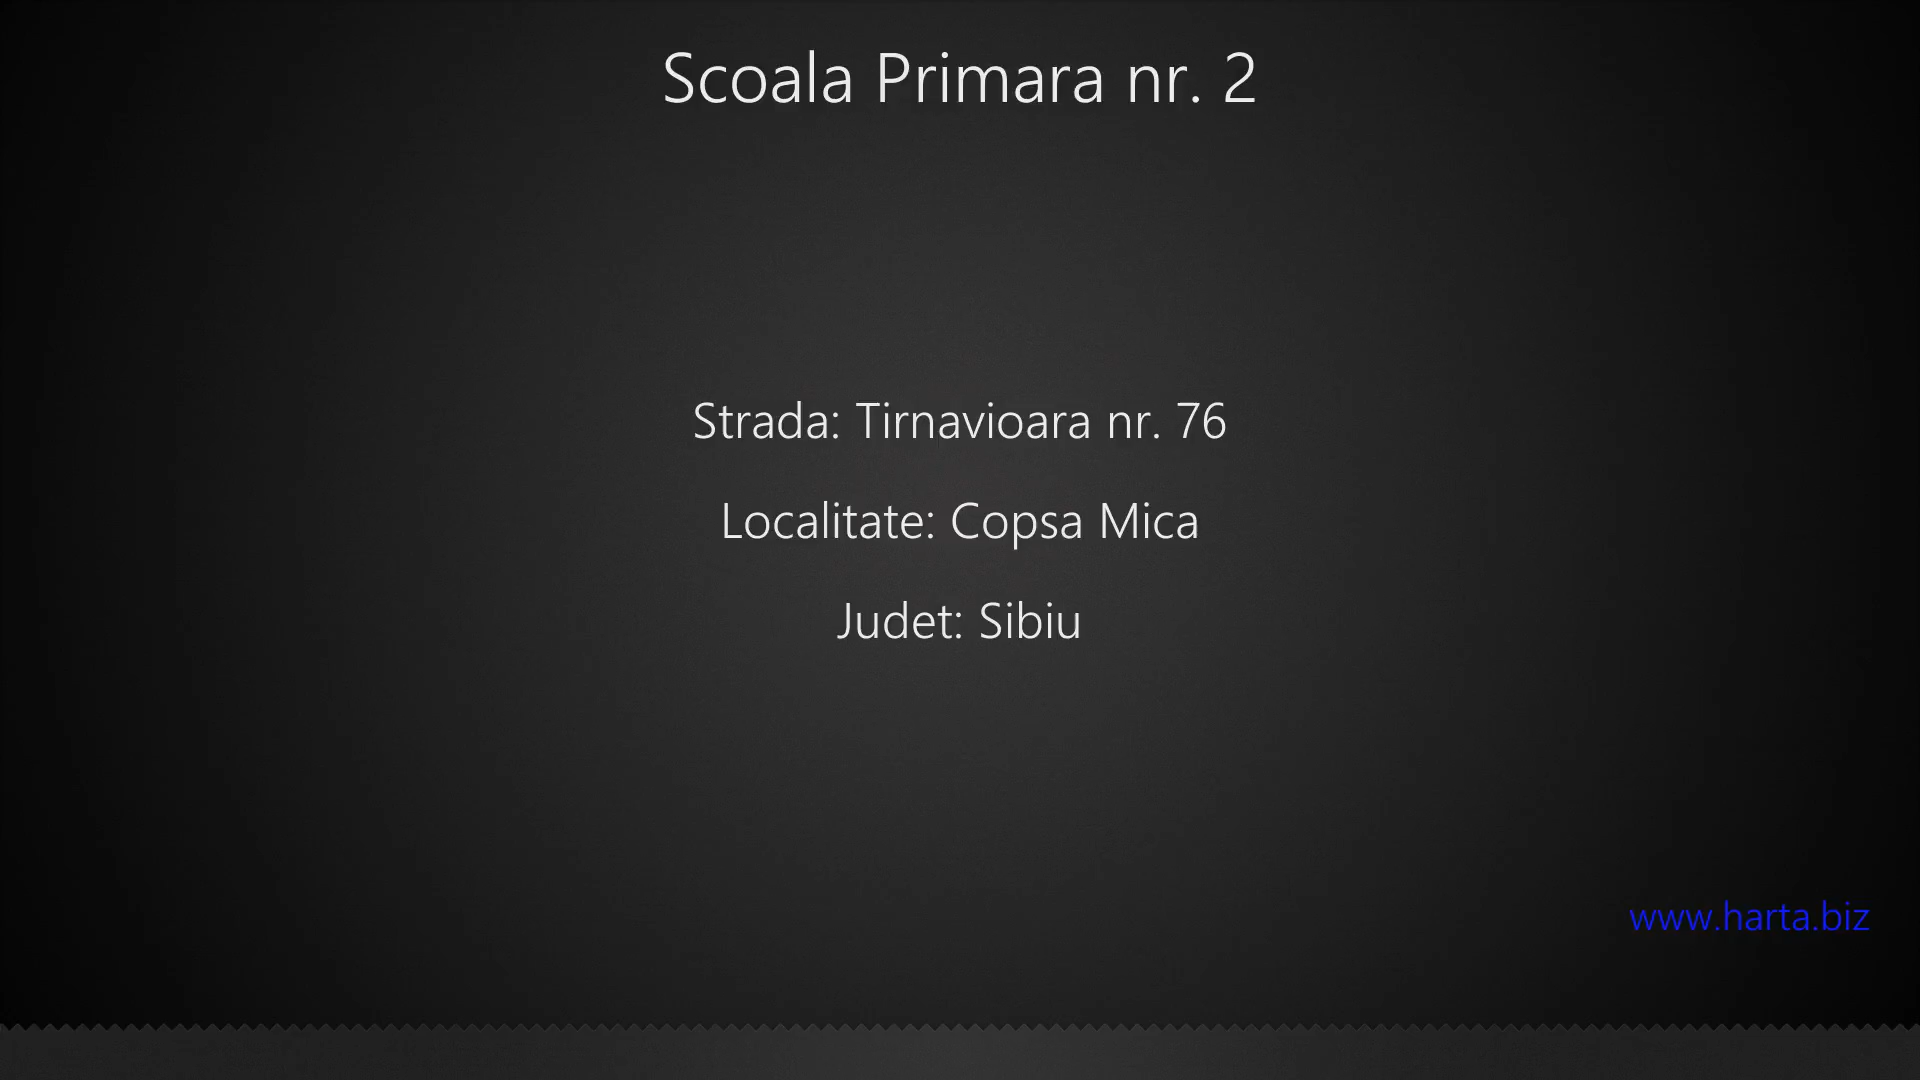 Scoala Primara nr. 2
Strada: Tirnavioara nr. 76
Localitate: Copsa Mica
Judet: Sibiu
www.harta.biz